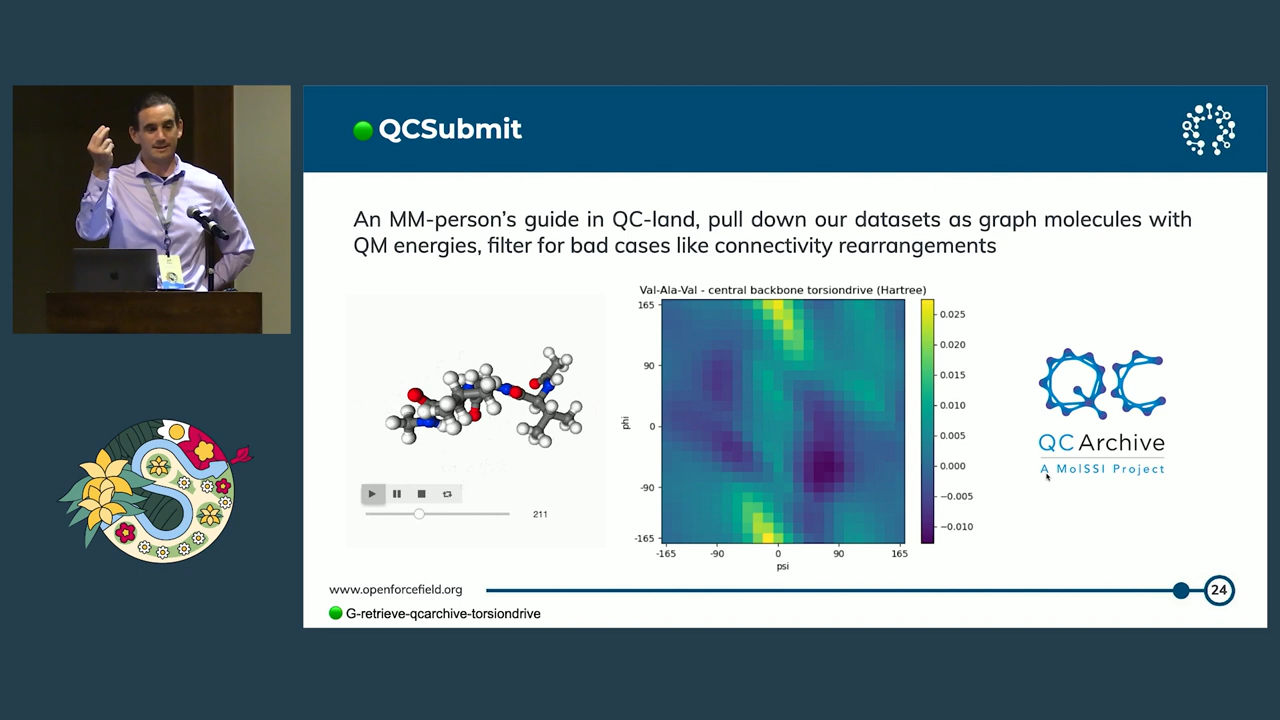 QCSubmit
An MM-person's guide in QC-land, pull down our datasets as graph molecules with
QM energies, filter for bad cases like connectivity rearrangements
Val-Ala-Val - central backbone torsiondrive (Hartree)
165
90
0
-90
-165
phi
-165
-90
0
90
165
psi
0.025
0.020
0.015
0.010
0.005
0.000
−0.005
−0.010
211
QC
QCArchive
A MolSSI Project
www.openforcefield.org
24
G-retrieve-qcarchive-torsiondrive